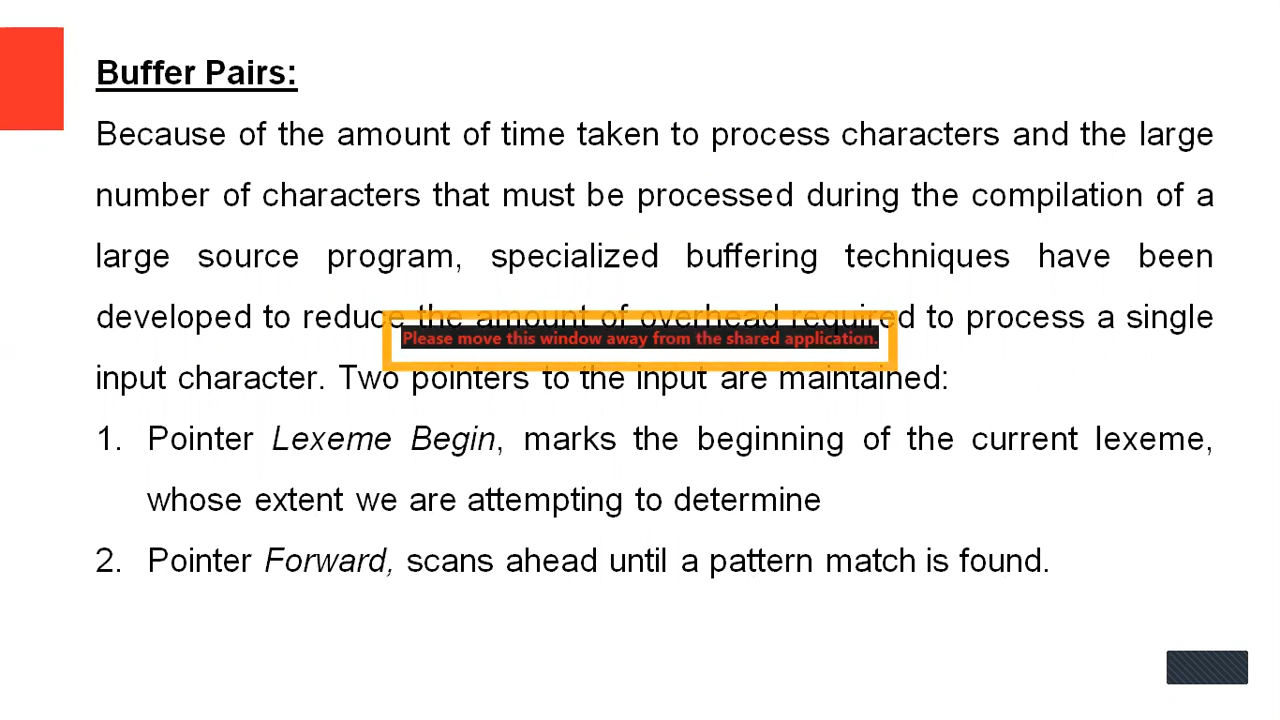 Buffer Pairs:
Because of the amount of time taken to process characters and the large
number of characters that must be processed during the compilation of a
large source program, specialized buffering techniques have been
developed to reduce the amount of overhead required to process a single
Please move this window away from the shared application.
input character. Two pointers to the input are maintained:
1. Pointer Lexeme Begin, marks the beginning of the current lexeme,
whose extent we are attempting to determine
2. Pointer Forward, scans ahead until a pattern match is found.